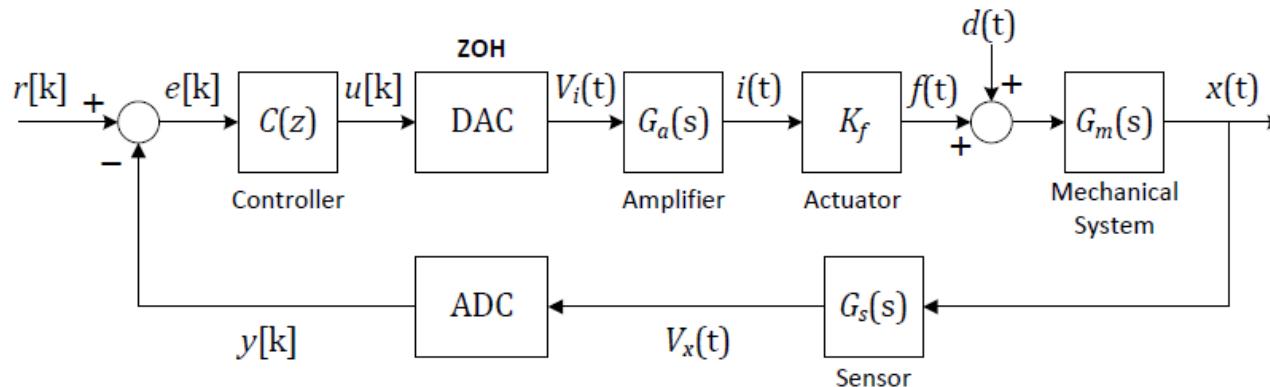 d(t)
ZOH
r[k] + e[k] u[k] V_i(t) i(t) f(t) + x(t)
C(z) DAC G_a(s) K_f G_m(s)
− +
Controller Amplifier Actuator Mechanical
System
ADC G_s(s)
y[k] V_x(t)
Sensor